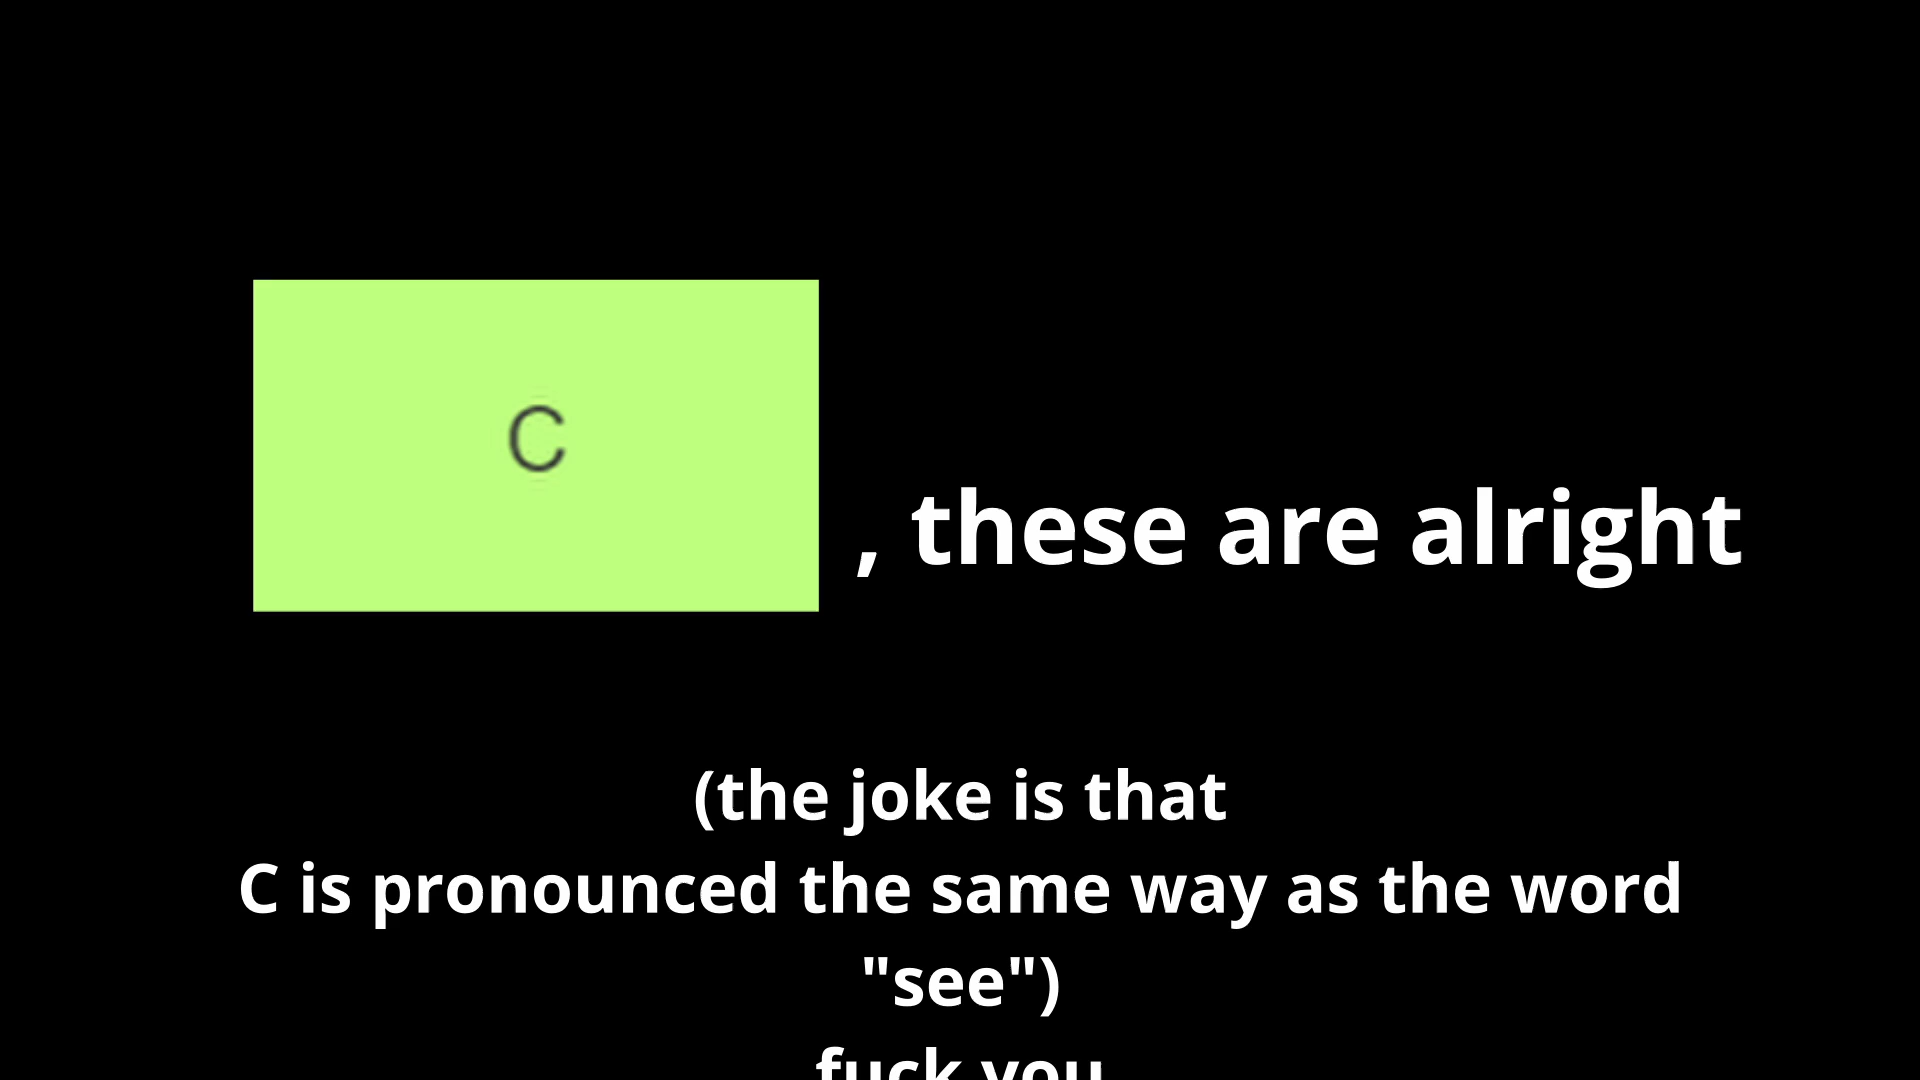 C
, these are alright
(the joke is that
C is pronounced the same way as the word
"see")
fuck you